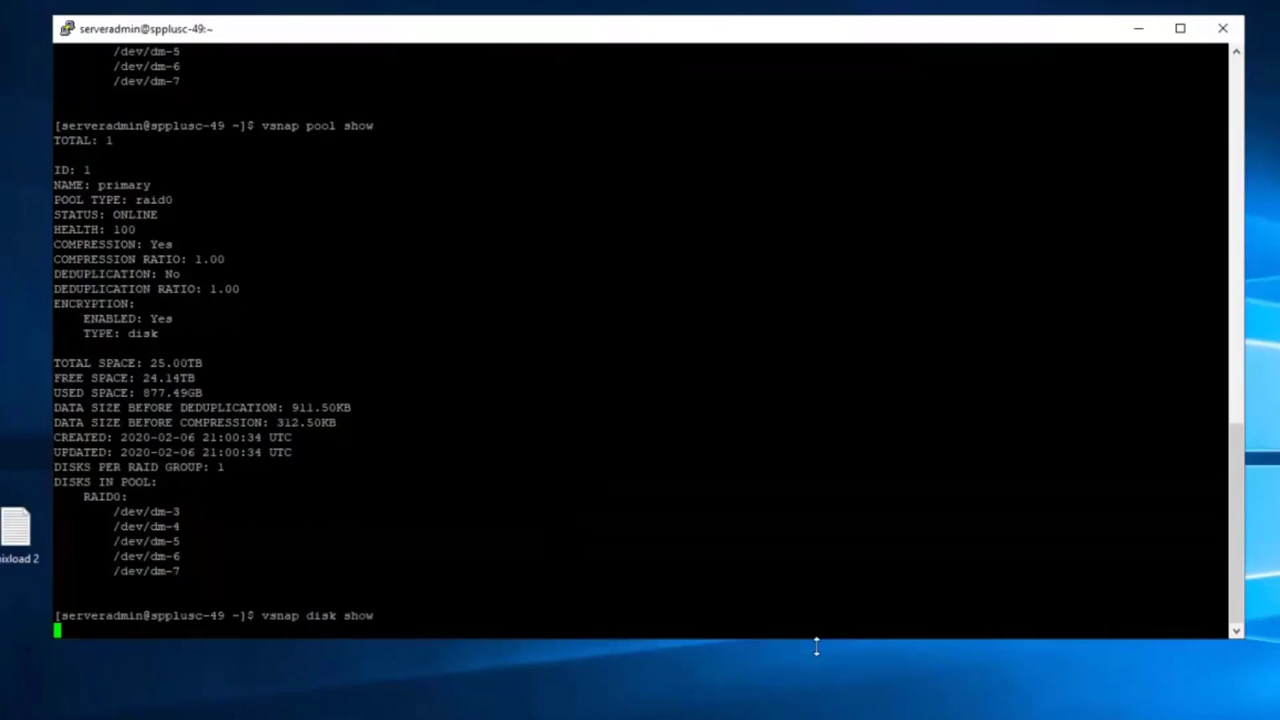 serveradmin@spplusc-49:~
/dev/dm-5
/dev/dm-6
/dev/dm-7
[serveradmin@spplusc-49 ~]$ vsnap pool show
TOTAL: 1
ID: 1
NAME: primary
POOL TYPE: raid0
STATUS: ONLINE
HEALTH: 100
COMPRESSION: Yes
COMPRESSION RATIO: 1.00
DEDUPLICATION: No
DEDUPLICATION RATIO: 1.00
ENCRYPTION:
ENABLED: Yes
TYPE: disk
TOTAL SPACE: 25.00TB
FREE SPACE: 24.14TB
USED SPACE: 877.49GB
DATA SIZE BEFORE DEDUPLICATION: 911.50KB
DATA SIZE BEFORE COMPRESSION: 312.50KB
CREATED: 2020-02-06 21:00:34 UTC
UPDATED: 2020-02-06 21:00:34 UTC
DISKS PER RAID GROUP: 1
DISKS IN POOL:
RAID0:
/dev/dm-3
/dev/dm-4
/dev/dm-5
/dev/dm-6
/dev/dm-7
[serveradmin@spplusc-49 ~]$ vsnap disk show
ixload 2